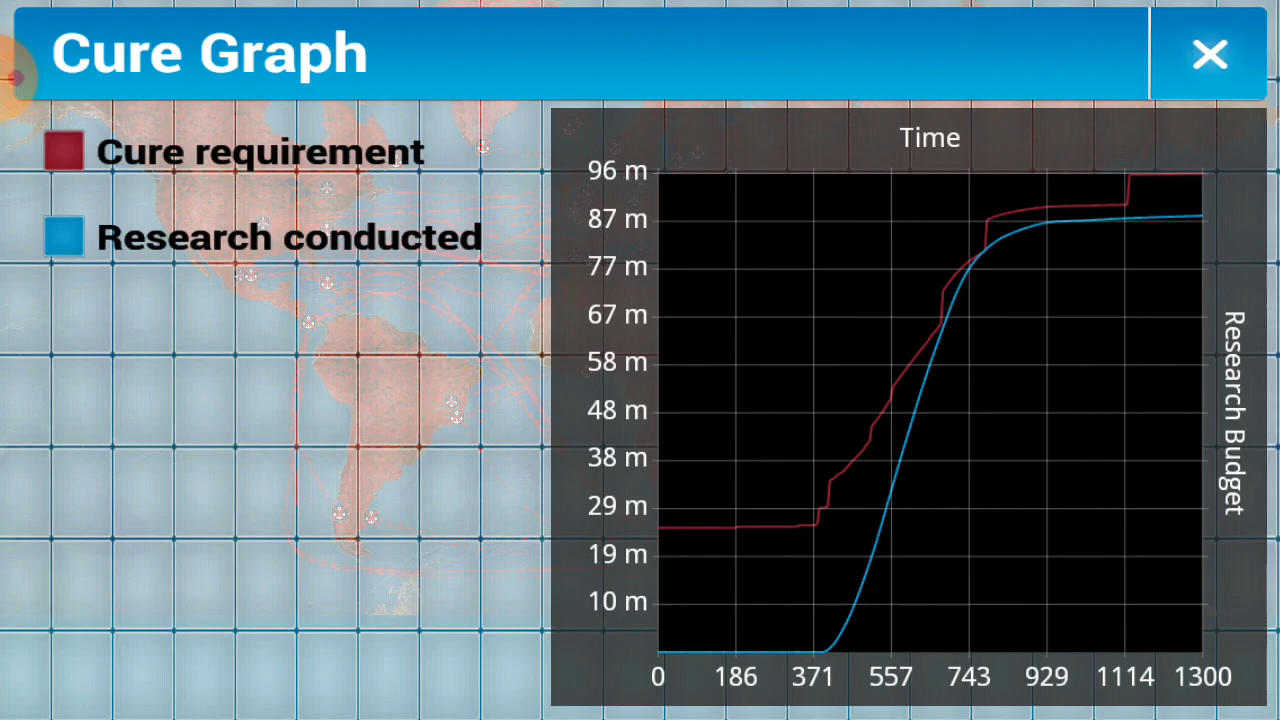 Cure Graph
Cure requirement
Research conducted
Time
96 m
87 m
77 m
67 m
58 m
48 m
38 m
29 m
19 m
10 m
0 186 371 557 743 929 1114 1300
Research Budget